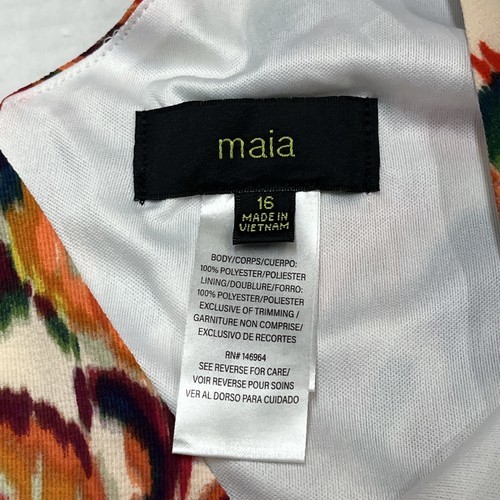 maia
16
MADE IN
VIETNAM
BODY/CORPS/CUERPO:
100% POLYESTER/POLIESTER
LINING/DOUBLURE/FORRO:
100% POLYESTER/POLIESTER
EXCLUSIVE OF TRIMMING /
GARNITURE NON COMPRISE/
EXCLUSIVO DE RECORTES
RN# 146964
SEE REVERSE FOR CARE/
VOIR REVERSE POUR SOINS
VER AL DORSO PARA CUIDADO